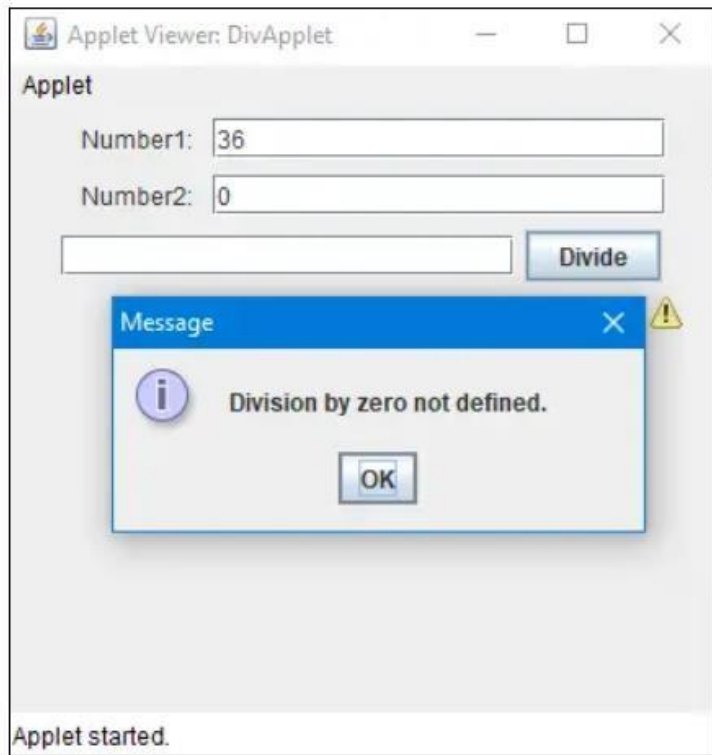 Applet Viewer: DivApplet
Applet
Number1: 36
Number2: 0
Divide
Message
Division by zero not defined.
OK
Applet started.